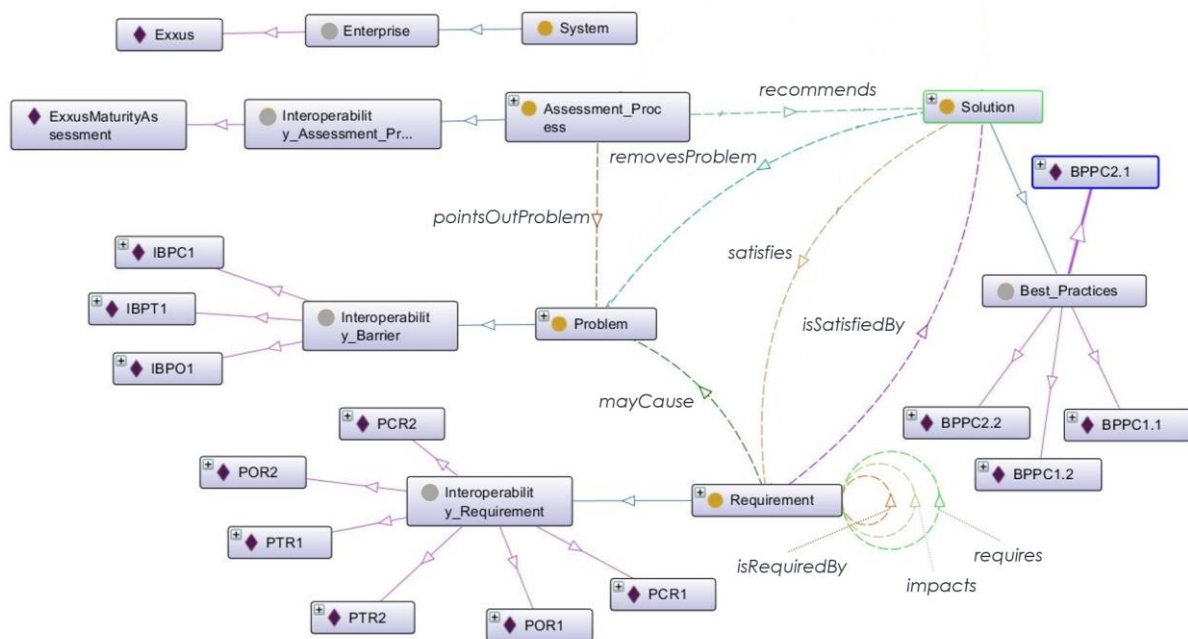 Exxus
Enterprise
System
ExxusMaturityAs
sessment
Interoperabilit
y_Assessment_Pr...
Assessment_Proc
ess
recommends
Solution
removesProblem
BPPC2.1
pointsOutProblem
IBPC1
satisfies
Best_Practices
IBPT1
Interoperabilit
y_Barrier
Problem
isSatisfiedBy
IBPO1
mayCause
PCR2
BPPC2.2
BPPC1.1
POR2
BPPC1.2
Interoperabilit
y_Requirement
Requirement
PTR1
isRequiredBy
requires
impacts
PCR1
PTR2
POR1